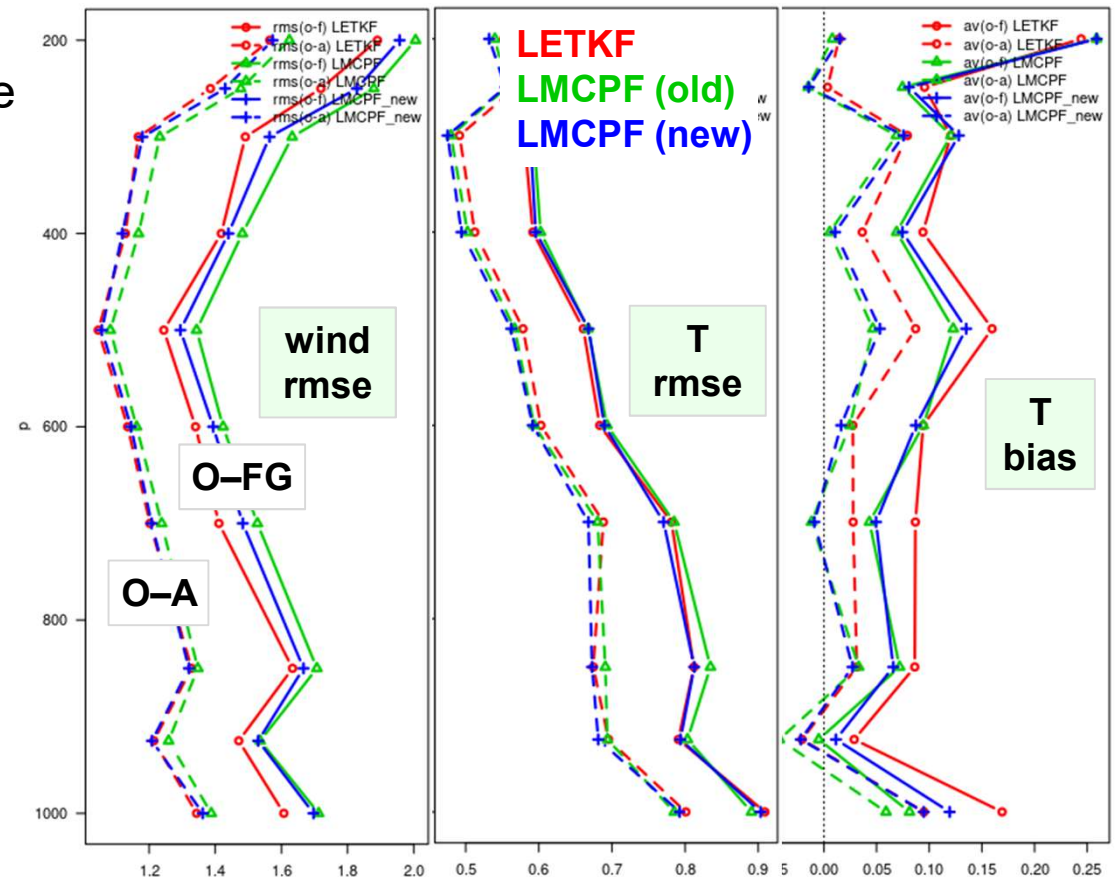 e
rms(o-f) LETKF
rms(o-a) LETKF
rms(o-f) LMCPF
rms(o-a) LMCPF
rms(o-f) LMCPF_new
rms(o-a) LMCPF_new
LETKF
LMCPF (old)
LMCPF (new)
w
w
av(o-f) LETKF
av(o-a) LETKF
av(o-f) LMCPF
av(o-a) LMCPF
av(o-f) LMCPF_new
av(o-a) LMCPF_new
200
400
600
800
1000
p
wind
rmse
T
rmse
T
bias
O–FG
O–A
1.2 1.4 1.6 1.8 2.0
0.5 0.6 0.7 0.8 0.9
0.00 0.05 0.10 0.15 0.20 0.25